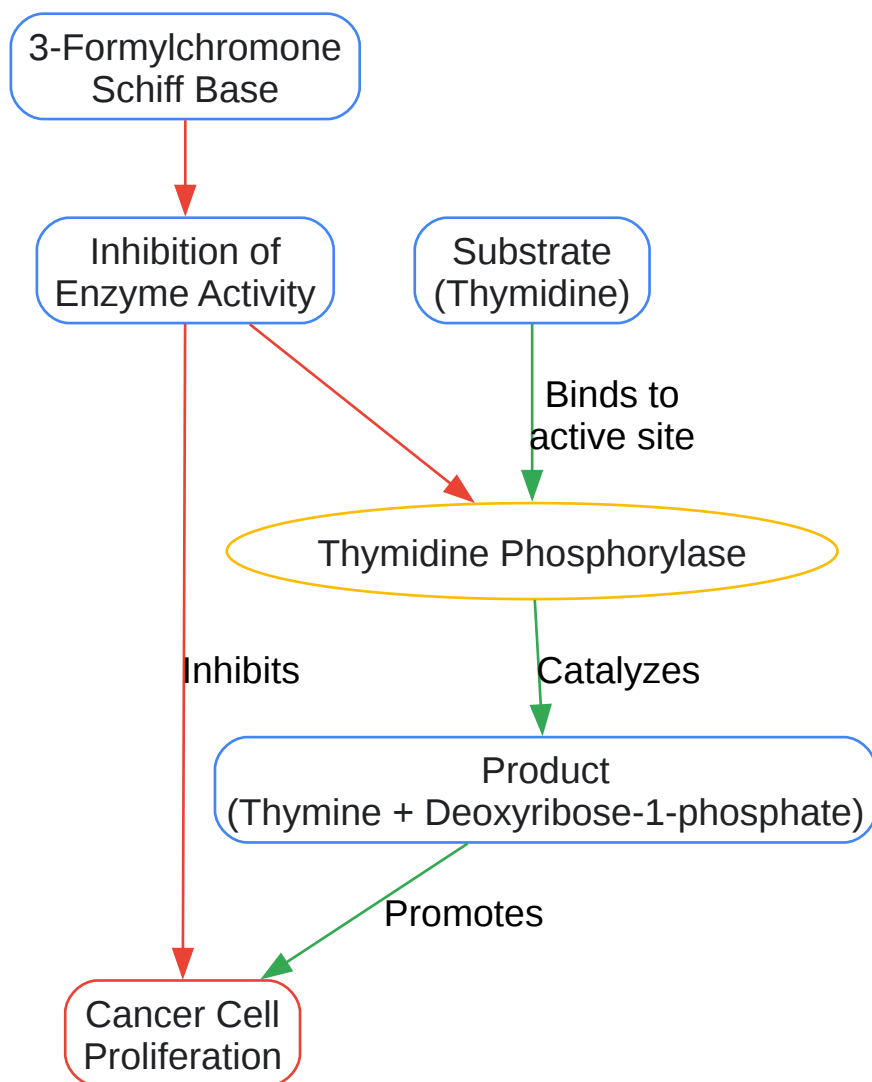 3-Formylchromone
Schiff Base
Inhibition of
Enzyme Activity
Substrate
(Thymidine)
Binds to
active site
Thymidine Phosphorylase
Inhibits
Catalyzes
Product
(Thymine + Deoxyribose-1-phosphate)
Promotes
Cancer Cell
Proliferation